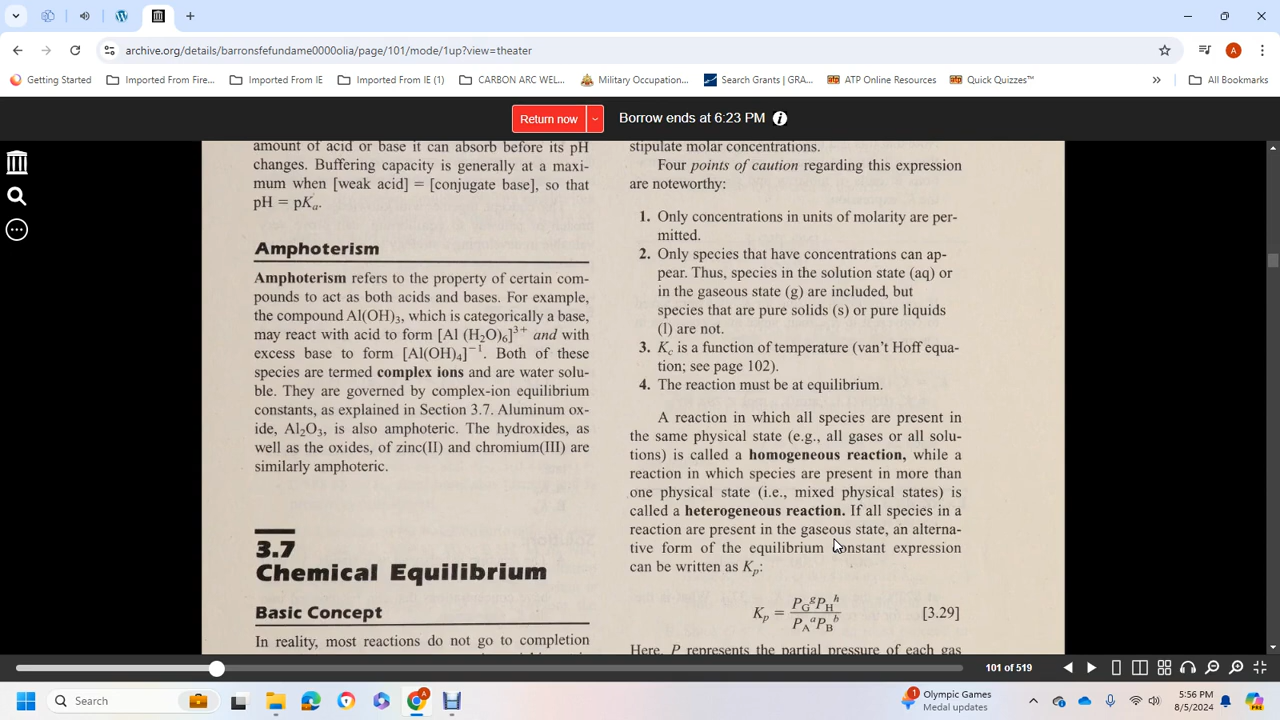 archive.org/details/barronsfefundame0000olia/page/101/mode/1up?view=theater
A
Getting Started
Imported From Fire...
Imported From IE
Imported From IE (1)
CARBON ARC WEL...
Military Occupation...
Search Grants | GRA...
ATP Online Resources
Quick Quizzes™
»
All Bookmarks
Return now
Borrow ends at 6:23 PM
amount of acid or base it can absorb before its pH
changes. Buffering capacity is generally at a maxi-
mum when [weak acid] = [conjugate base], so that
pH = pKₐ.
Amphoterism
Amphoterism refers to the property of certain com-
pounds to act as both acids and bases. For example,
the compound Al(OH)₃, which is categorically a base,
may react with acid to form [Al (H₂O)₆]³⁺ and with
excess base to form [Al(OH)₄]⁻¹. Both of these
species are termed complex ions and are water solu-
ble. They are governed by complex-ion equilibrium
constants, as explained in Section 3.7. Aluminum ox-
ide, Al₂O₃, is also amphoteric. The hydroxides, as
well as the oxides, of zinc(II) and chromium(III) are
similarly amphoteric.
3.7
Chemical Equilibrium
Basic Concept
In reality, most reactions do not go to completion
stipulate molar concentrations.
Four points of caution regarding this expression
are noteworthy:
1. Only concentrations in units of molarity are per-
mitted.
2. Only species that have concentrations can ap-
pear. Thus, species in the solution state (aq) or
in the gaseous state (g) are included, but
species that are pure solids (s) or pure liquids
(l) are not.
3. K_c is a function of temperature (van't Hoff equa-
tion; see page 102).
4. The reaction must be at equilibrium.
A reaction in which all species are present in
the same physical state (e.g., all gases or all solu-
tions) is called a homogeneous reaction, while a
reaction in which species are present in more than
one physical state (i.e., mixed physical states) is
called a heterogeneous reaction. If all species in a
reaction are present in the gaseous state, an alterna-
tive form of the equilibrium constant expression
can be written as Kₚ:
Kₚ = P_G^g P_H^h / P_A^a P_B^b [3.29]
Here, P represents the partial pressure of each gas
101 of 519
Search
Olympic Games
Medal updates
5:56 PM
8/5/2024